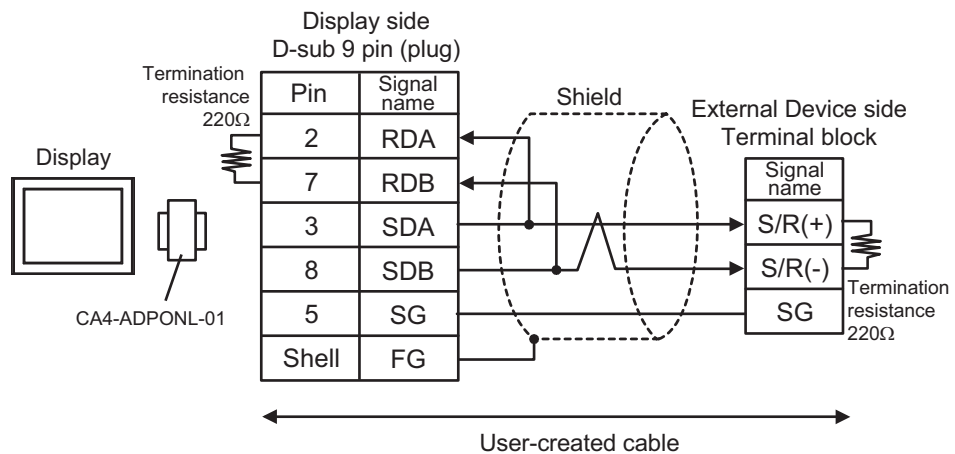 Display side
D-sub 9 pin (plug)
Termination
resistance
220Ω
Pin
Signal
name
2
RDA
7
RDB
3
SDA
8
SDB
5
SG
Shell
FG
Display
CA4-ADPONL-01
Shield
External Device side
Terminal block
Signal
name
S/R(+)
S/R(-)
SG
Termination
resistance
220Ω
User-created cable